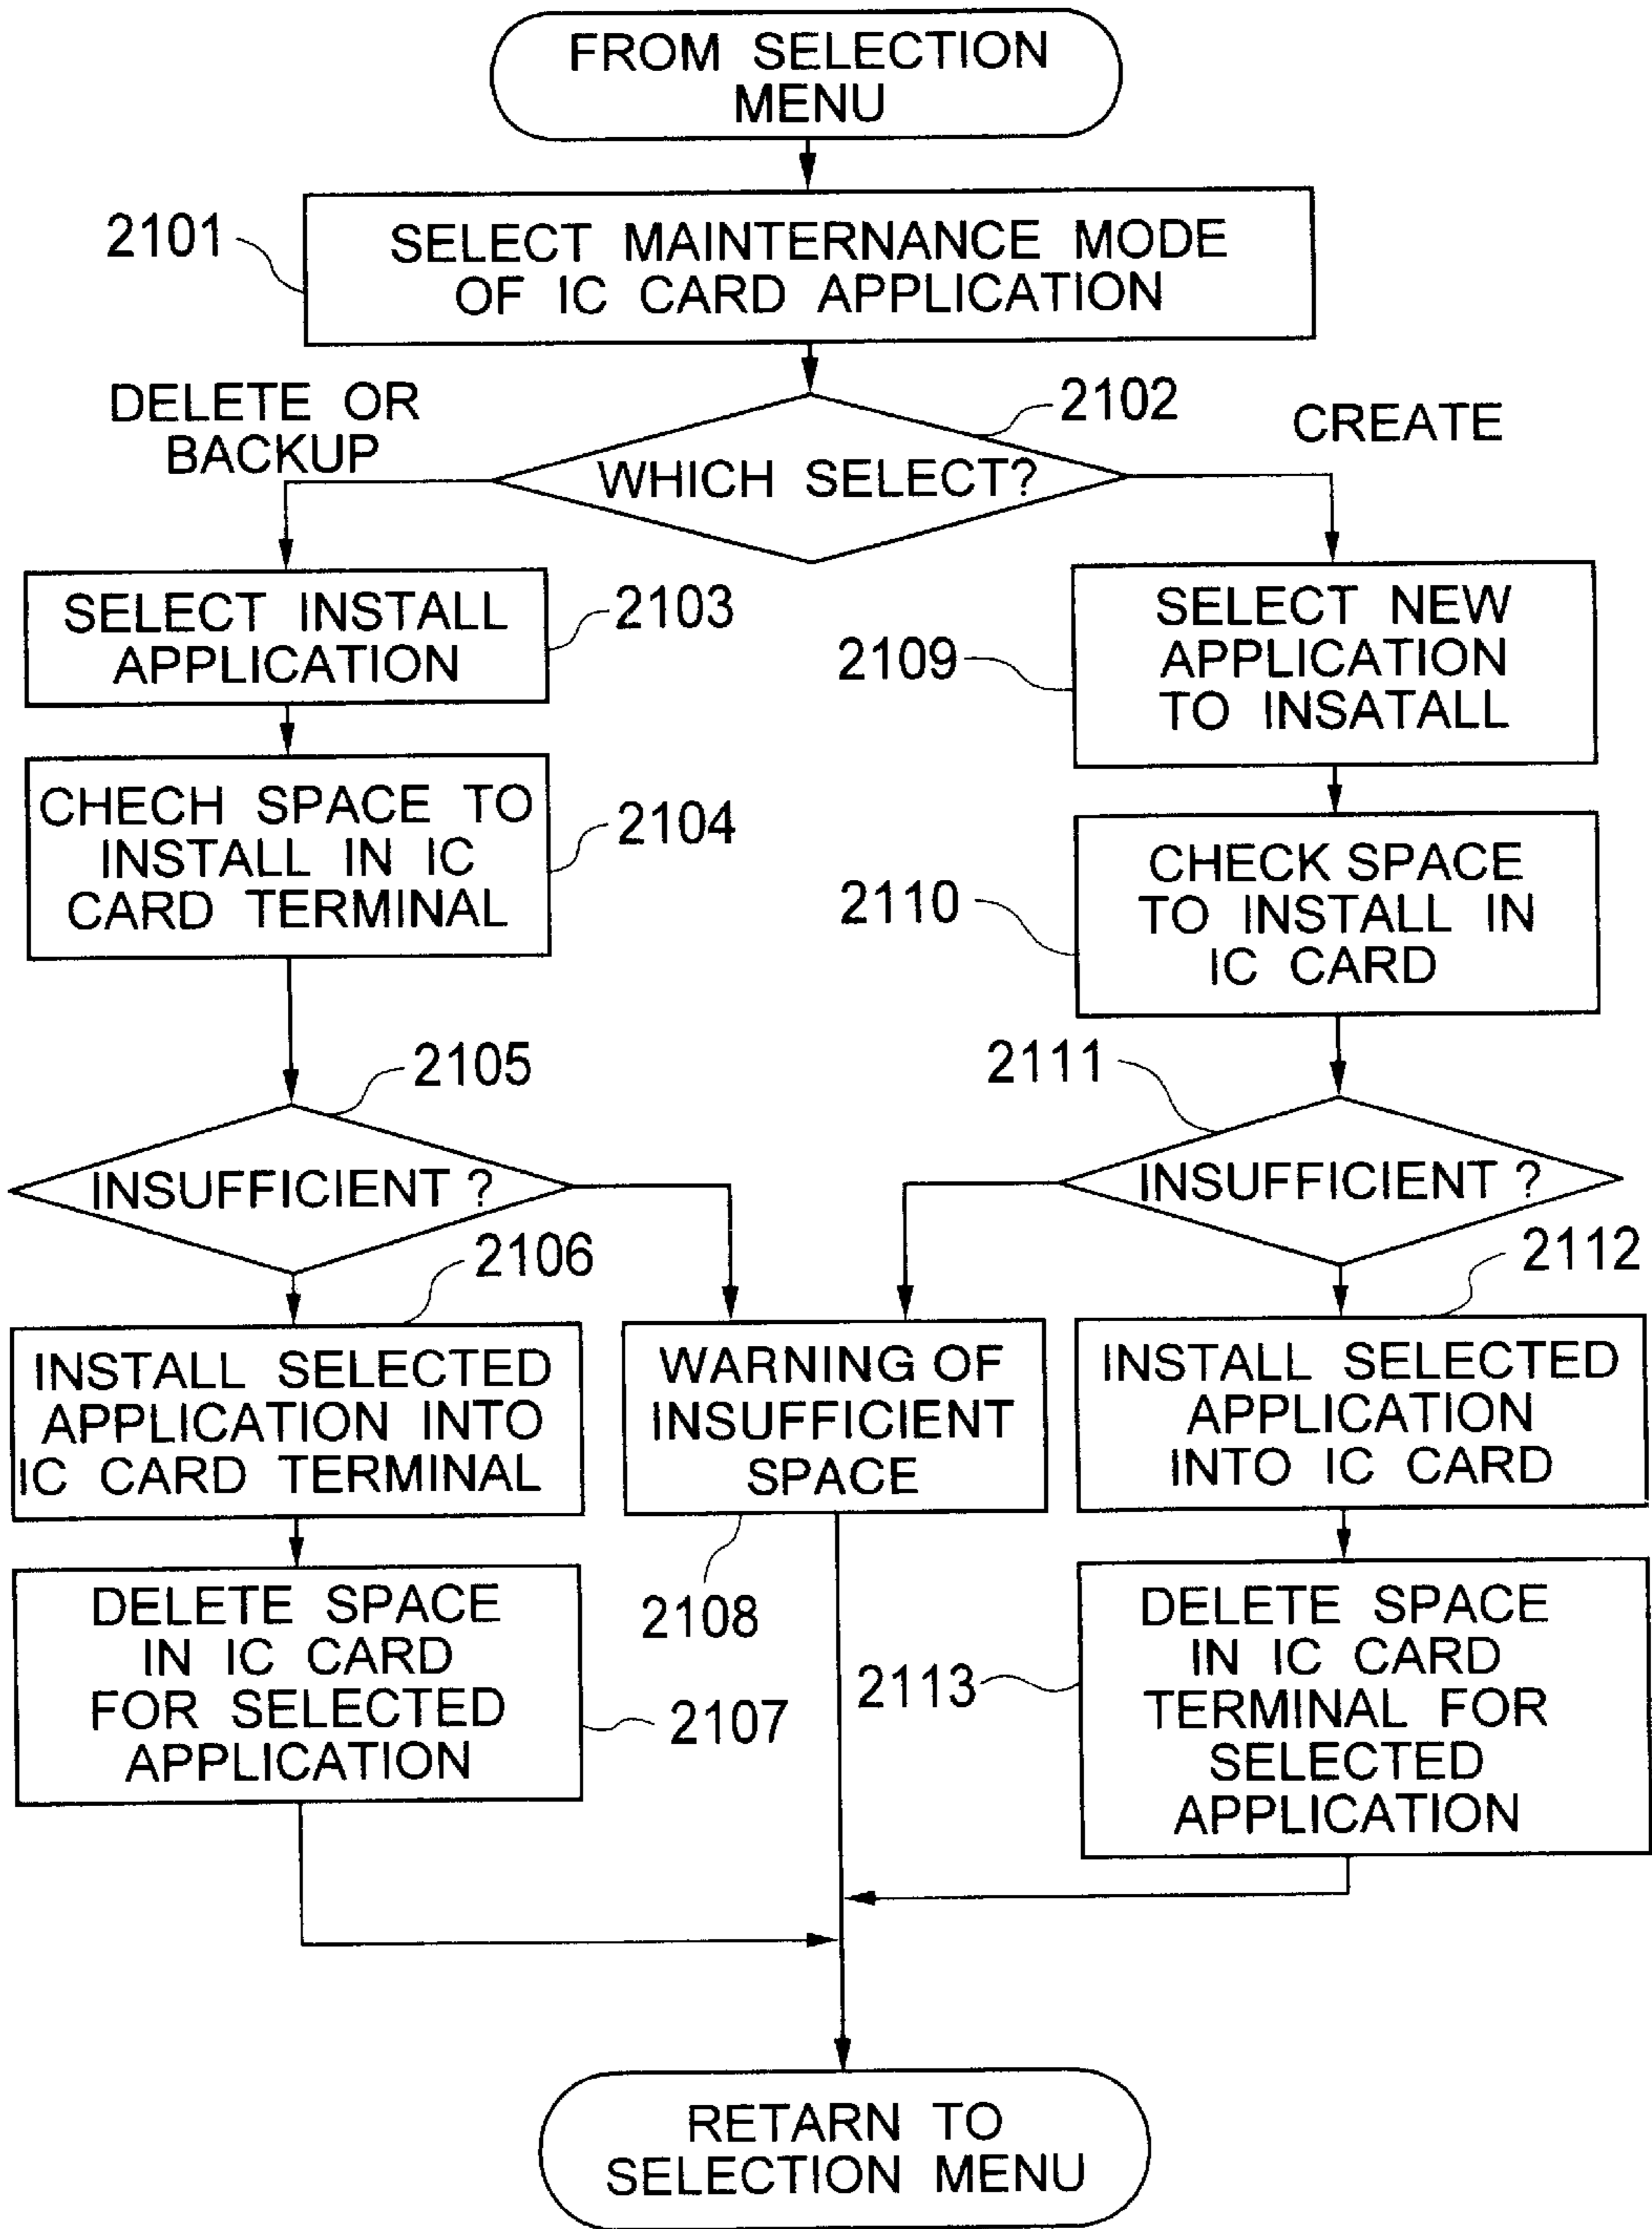 FROM SELECTION
MENU
2101
SELECT MAINTERNANCE MODE
OF IC CARD APPLICATION
DELETE OR
BACKUP
2102
CREATE
WHICH SELECT?
SELECT INSTALL
APPLICATION
2103
CHECH SPACE TO
INSTALL IN IC
CARD TERMINAL
2104
2105
INSUFFICIENT ?
2106
INSTALL SELECTED
APPLICATION INTO
IC CARD TERMINAL
DELETE SPACE
IN IC CARD
FOR SELECTED
APPLICATION
2107
WARNING OF
INSUFFICIENT
SPACE
2108
2109
SELECT NEW
APPLICATION
TO INSATALL
2110
CHECK SPACE
TO INSTALL IN
IC CARD
2111
INSUFFICIENT ?
2112
INSTALL SELECTED
APPLICATION
INTO IC CARD
2113
DELETE SPACE
IN IC CARD
TERMINAL FOR
SELECTED
APPLICATION
RETARN TO
SELECTION MENU